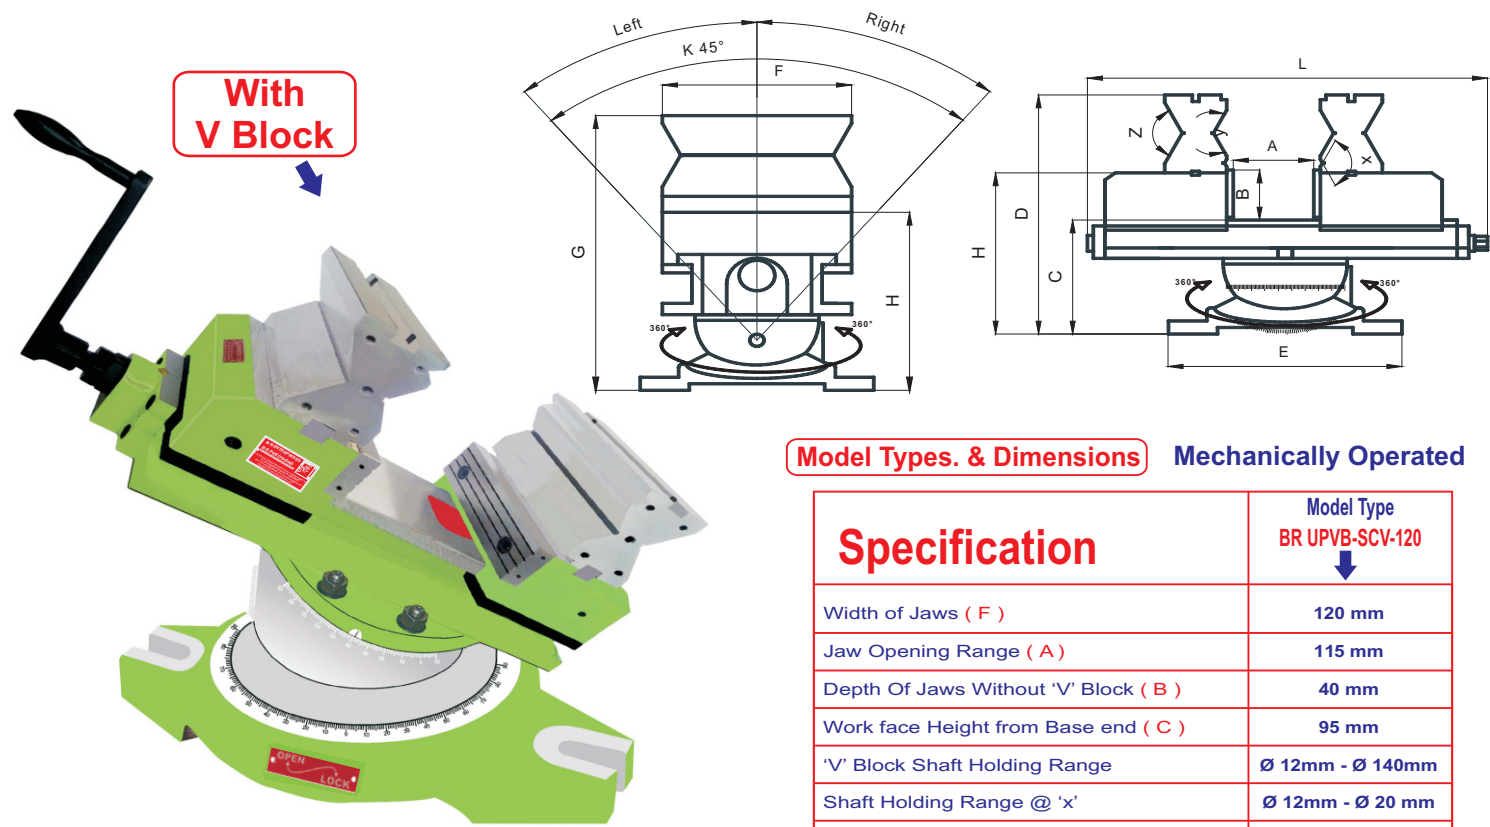 With
V Block
Left
Right
K 45°
F
G
H
360°
360°
L
Z
y
A
x
B
D
H
C
360°
360°
E
OPEN
LOCK
Model Types. & Dimensions
Mechanically Operated
Specification
Model Type
BR UPVB-SCV-120
Width of Jaws ( F ) 120 mm
Jaw Opening Range ( A ) 115 mm
Depth Of Jaws Without ‘V’ Block ( B ) 40 mm
Work face Height from Base end ( C ) 95 mm
‘V’ Block Shaft Holding Range Ø 12mm - Ø 140mm
Shaft Holding Range @ ‘x’ Ø 12mm - Ø 20 mm